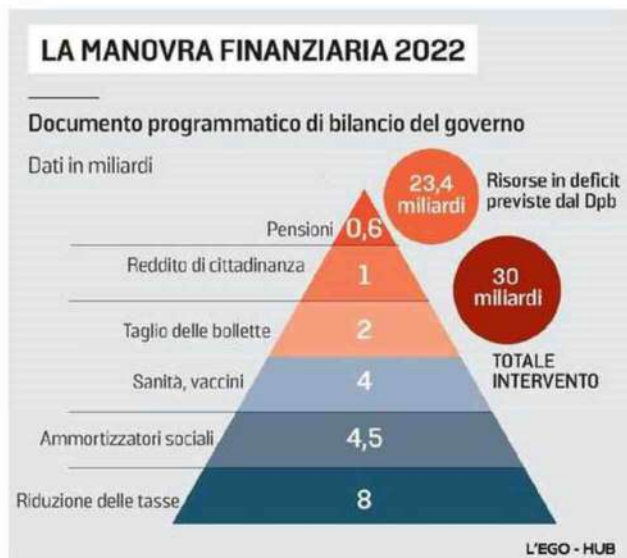 LA MANOVRA FINANZIARIA 2022
Documento programmatico di bilancio del governo
Dati in miliardi
23,4
miliardi
Risorse in deficit
previste dal Dpb
Pensioni 0,6
Reddito di cittadinanza 1
30
miliardi
TOTALE
INTERVENTO
Taglio delle bollette 2
Sanità, vaccini 4
Ammortizzatori sociali 4,5
Riduzione delle tasse 8
L'EGO - HUB